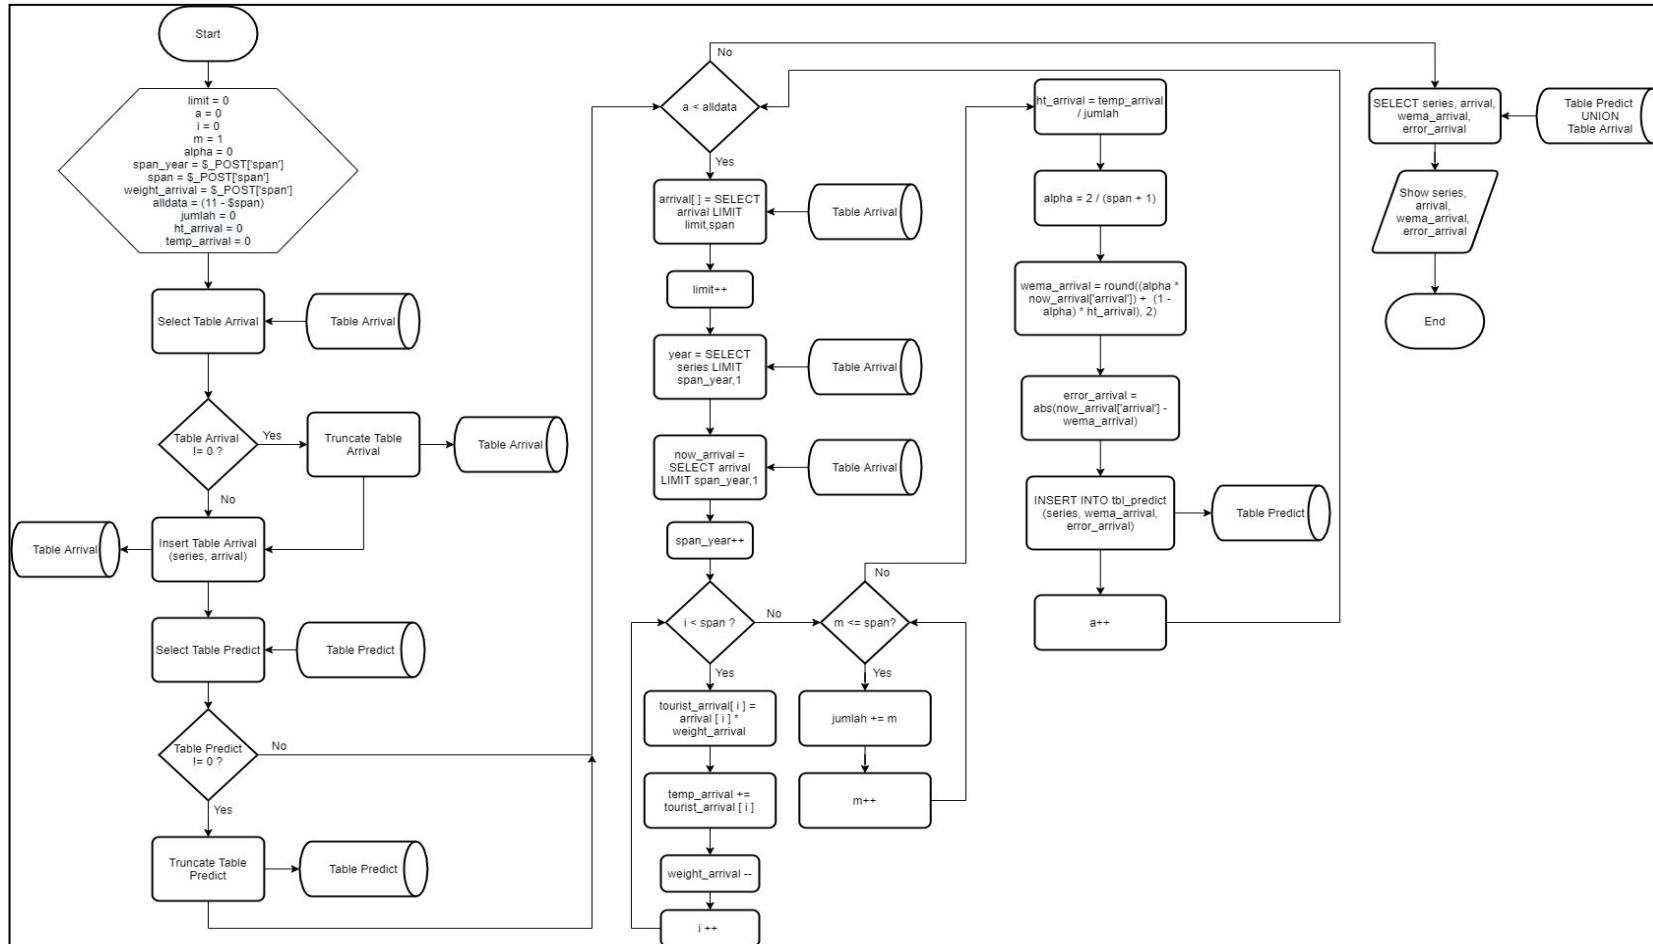 Start
limit = 0
a = 0
i = 0
m = 1
alpha = 0
span_year = $_POST['span']
span = $_POST['span']
weight_arrival = $_POST['span']
alldata = (11 - $span)
jumlah = 0
ht_arrival = 0
temp_arrival = 0
Select Table Arrival
Table Arrival
Table Arrival
!= 0 ?
Yes
Truncate Table
Arrival
Table Arrival
No
Insert Table Arrival
(series, arrival)
Table Arrival
Select Table Predict
Table Predict
Table Predict
!= 0 ?
No
Yes
Truncate Table
Predict
Table Predict
a < alldata
No
Yes
arrival[ ] = SELECT
arrival LIMIT
limit,span
Table Arrival
limit++
year = SELECT
series LIMIT
span_year,1
Table Arrival
now_arrival =
SELECT arrival
LIMIT span_year,1
Table Arrival
span_year++
i < span ?
No
Yes
tourist_arrival[ i ] =
arrival [ i ] *
weight_arrival
temp_arrival +=
tourist_arrival [ i ]
weight_arrival --
i ++
m <= span?
No
Yes
jumlah += m
m++
ht_arrival = temp_arrival
/ jumlah
alpha = 2 / (span + 1)
wema_arrival = round((alpha *
now_arrival['arrival']) + (1 -
alpha) * ht_arrival), 2)
error_arrival =
abs(now_arrival['arrival'] -
wema_arrival)
INSERT INTO tbl_predict
(series, wema_arrival,
error_arrival)
Table Predict
a++
SELECT series, arrival,
wema_arrival,
error_arrival
Table Predict
UNION
Table Arrival
Show series,
arrival,
wema_arrival,
error_arrival
End